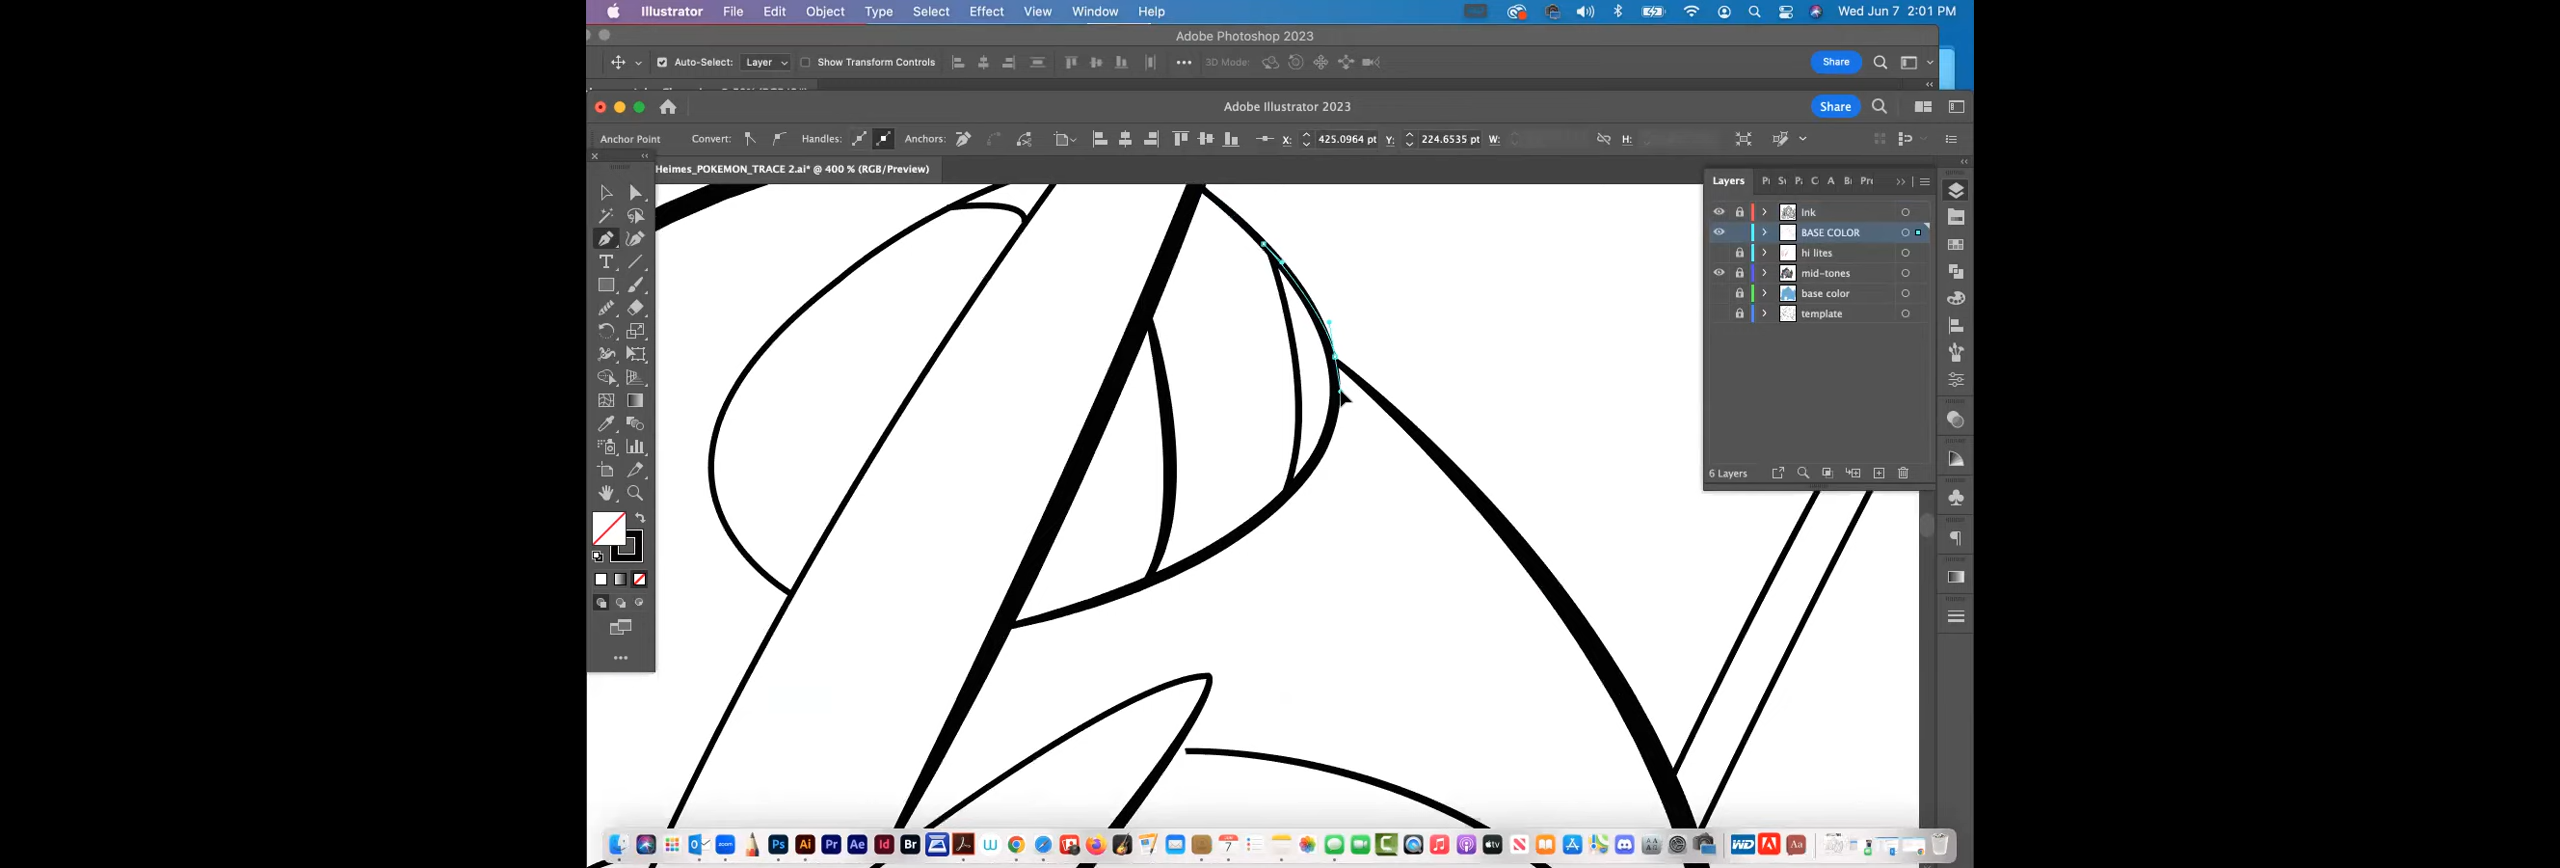 Illustrator File Edit Object Type Select Effect View Window Help Wed Jun 7 2:01 PM
Adobe Photoshop 2023
Auto-Select: Layer Show Transform Controls 3D Mode: Share
Adobe Illustrator 2023 Share
Anchor Point Convert: Handles: Anchors: X: 425.0964 pt Y: 224.6535 pt W: H:
Heimes_POKEMON_TRACE 2.ai* @ 400 % (RGB/Preview)
Layers
Ink
BASE COLOR
hi lites
mid-tones
base color
template
6 Layers